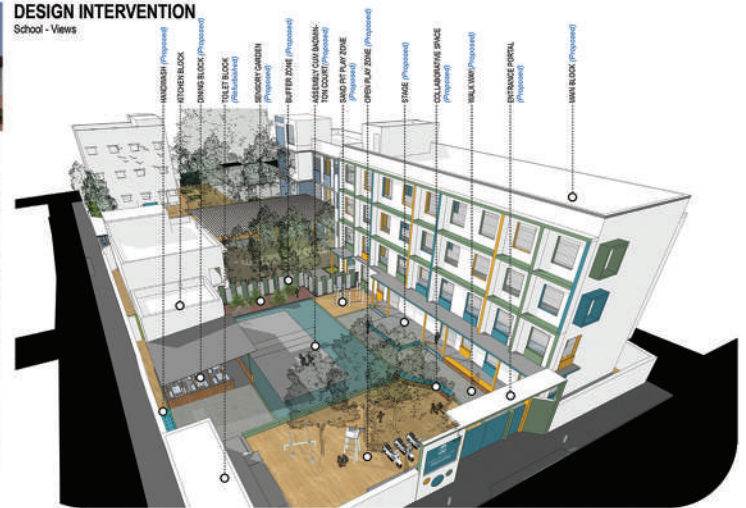 DESIGN INTERVENTION
School - Views
HANDWASH (Proposed)
KITCHEN BLOCK
DINING BLOCK (Proposed)
TOILET BLOCK
(Refurbished)
SENSORY GARDEN
(Proposed)
BUFFER ZONE (Proposed)
ASSEMBLY CUM BADMIN-
TON COURT(Proposed)
SAND PIT PLAY ZONE
(Proposed)
OPEN PLAY ZONE (Proposed)
STAGE (Proposed)
COLLABORATIVE SPACE
(Proposed)
WALK WAY(Proposed)
ENTRANCE PORTAL
(Proposed)
MAIN BLOCK (Proposed)